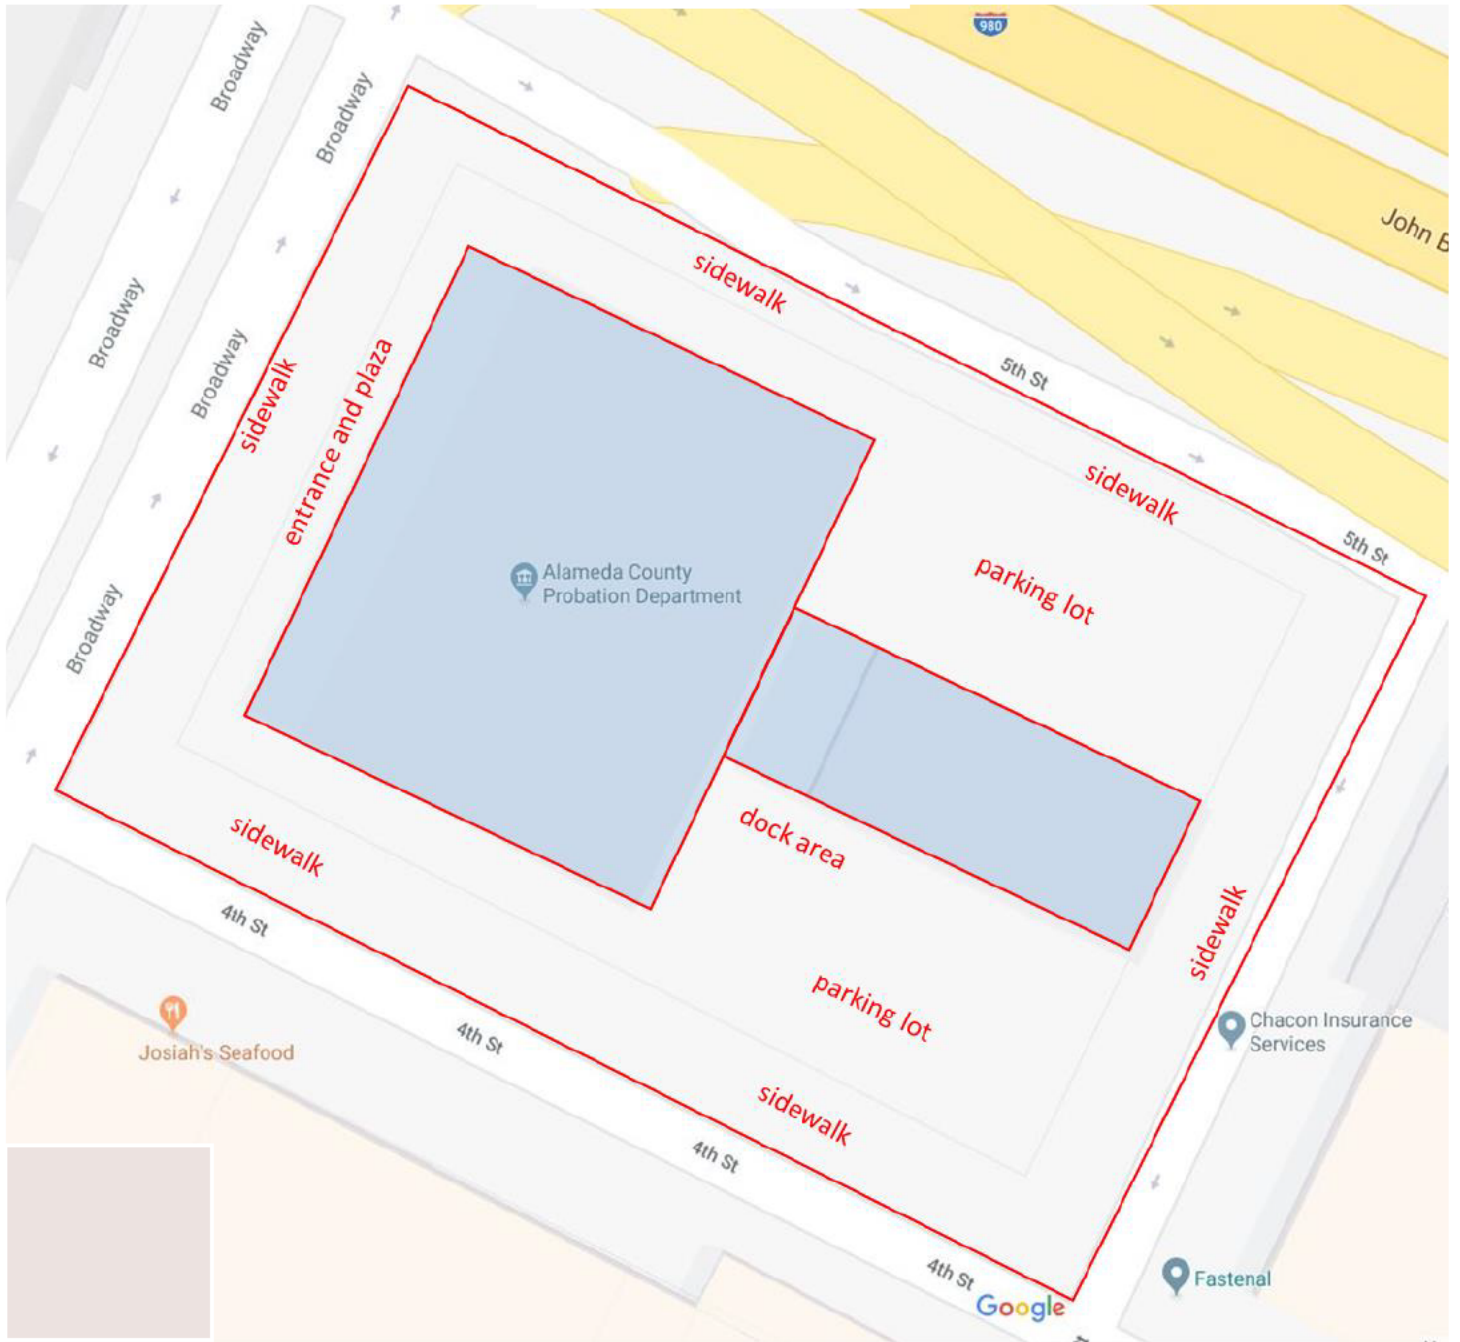 980
Broadway
Broadway
John B
sidewalk
Broadway
5th St
Broadway
entrance and plaza
sidewalk
sidewalk
5th St
Alameda County
Probation Department
parking lot
Broadway
dock area
sidewalk
sidewalk
4th St
parking lot
Chacon Insurance
Services
Josiah's Seafood
4th St
sidewalk
4th St
4th St
Fastenal
Google